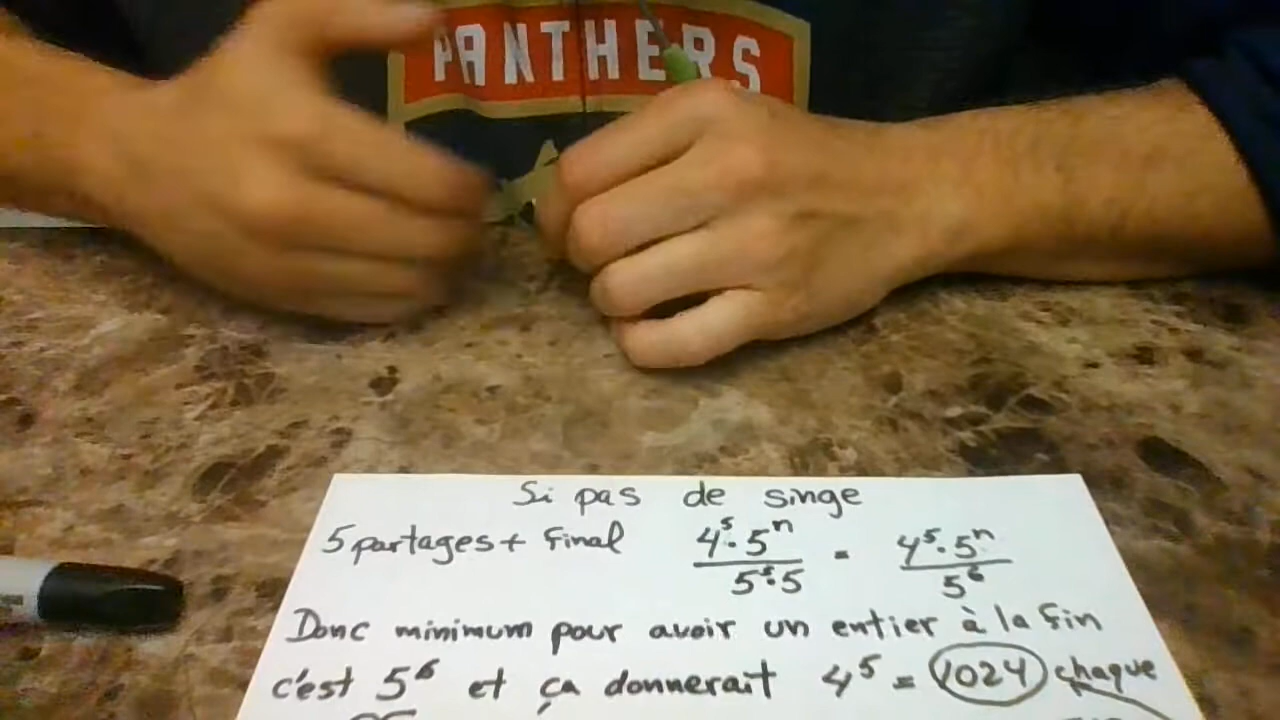 PANTHERS
Si pas de singe
5 partages + Final 4⁵·5ⁿ / 5⁵·5 = 4⁵·5ⁿ / 5⁶
Donc minimum pour avoir un entier à la fin
c'est 5⁶ et ça donnerait 4⁵ = 1024 chaque